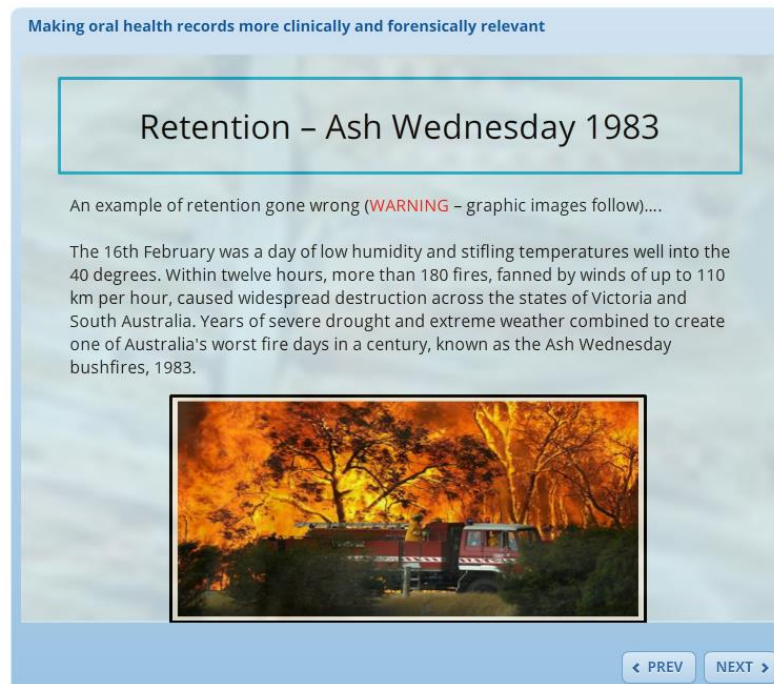 Making oral health records more clinically and forensically relevant
Retention – Ash Wednesday 1983
An example of retention gone wrong (WARNING – graphic images follow)....
The 16th February was a day of low humidity and stifling temperatures well into the
40 degrees. Within twelve hours, more than 180 fires, fanned by winds of up to 110
km per hour, caused widespread destruction across the states of Victoria and
South Australia. Years of severe drought and extreme weather combined to create
one of Australia's worst fire days in a century, known as the Ash Wednesday
bushfires, 1983.
< PREV
NEXT >